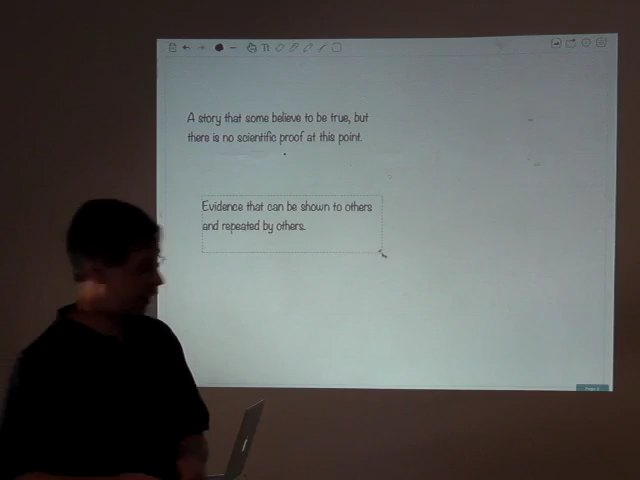 A story that some believe to be true, but
there is no scientific proof at this point.
Evidence that can be shown to others
and repeated by others.